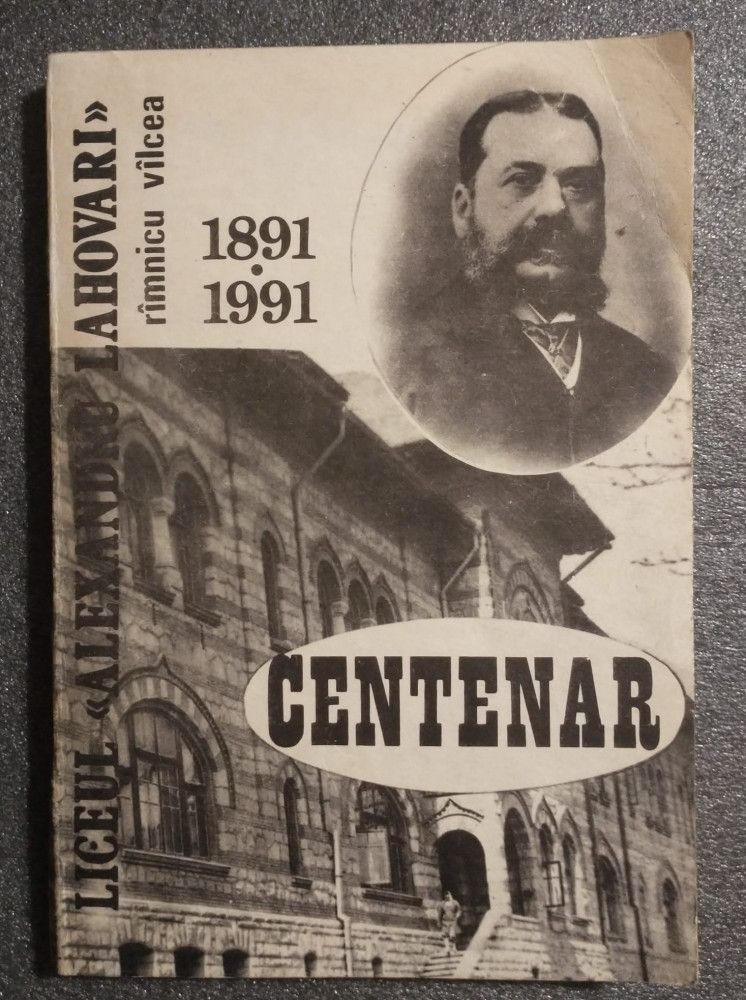 LICEUL «ALEXANDRU LAHOVARI»
rîmnicu vîlcea
1891
•
1991
CENTENAR